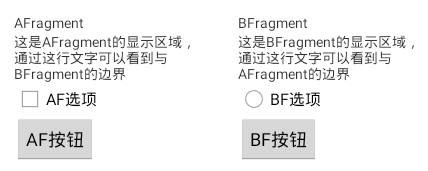 AFragment
这是AFragment的显示区域，
通过这行文字可以看到与
BFragment的边界
AF选项
AF按钮
BFragment
这是BFragment的显示区域，
通过这行文字可以看到与
AFragment的边界
BF选项
BF按钮